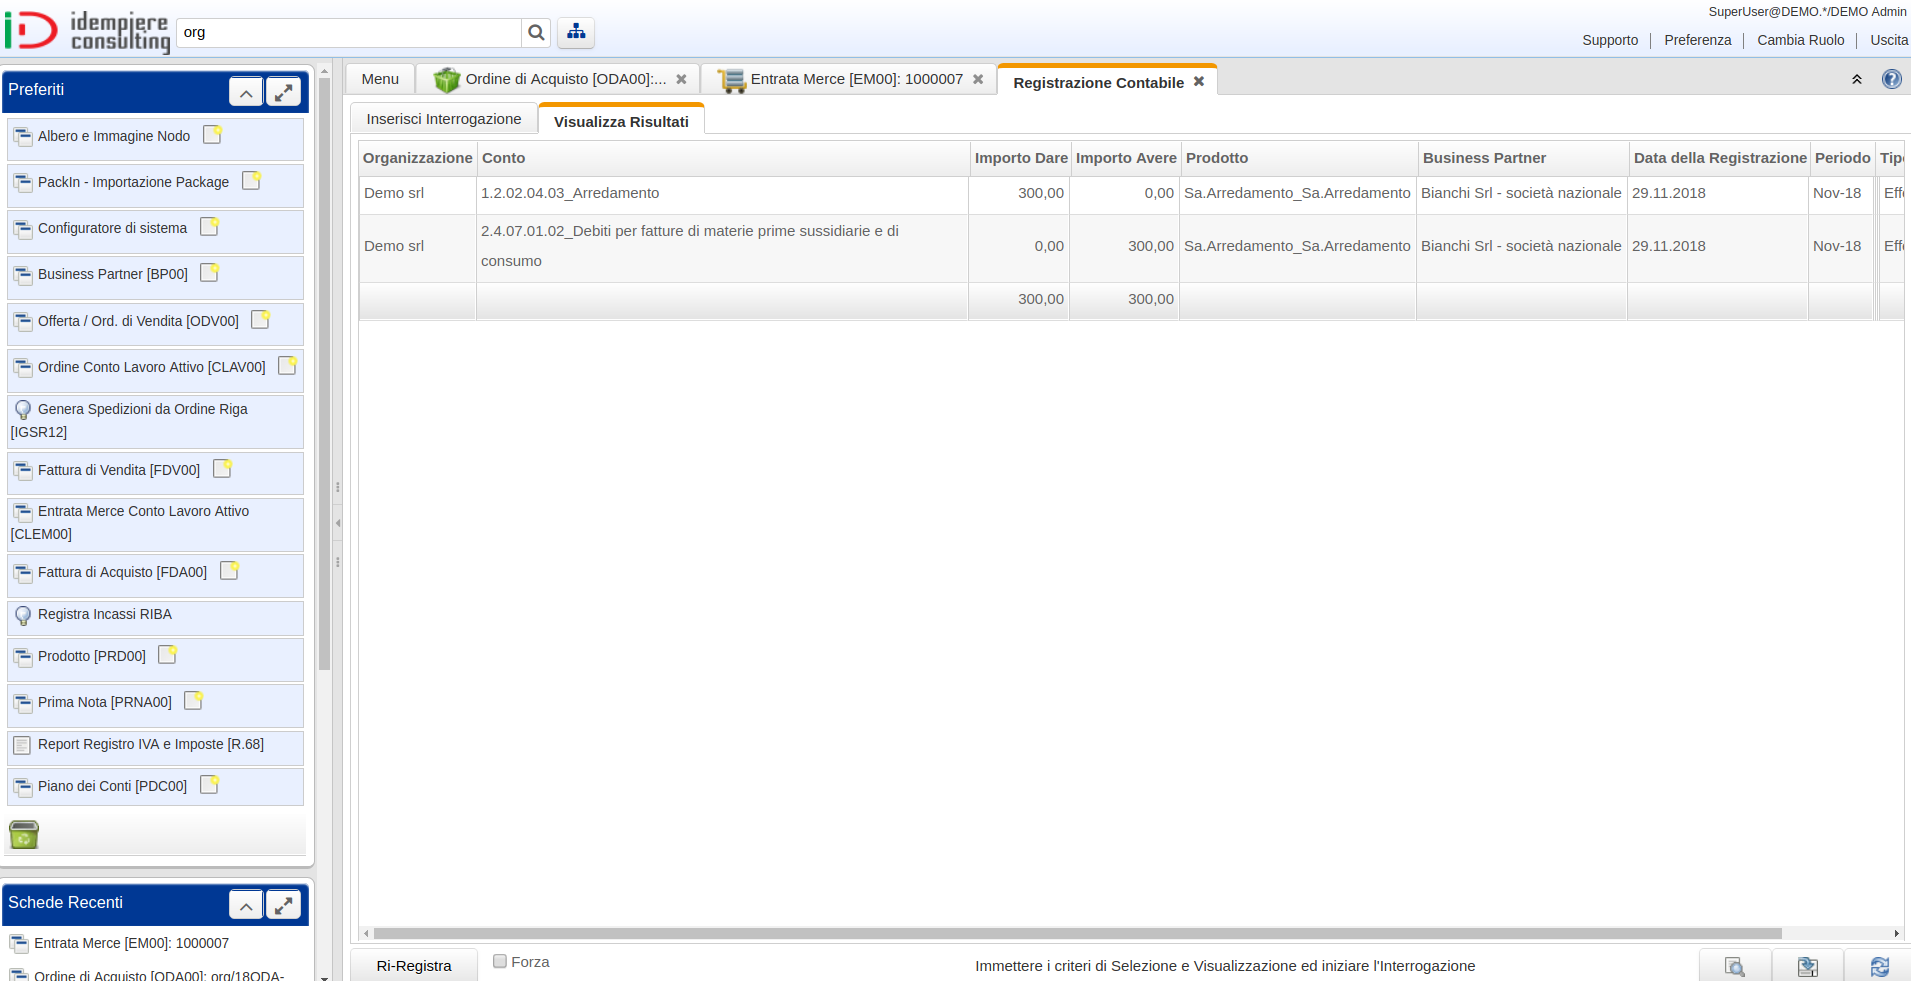 SuperUser@DEMO.*/DEMO Admin
idempiere
consulting
org
Supporto | Preferenza | Cambia Ruolo | Uscita
Preferiti
Albero e Immagine Nodo
PackIn - Importazione Package
Configuratore di sistema
Business Partner [BP00]
Offerta / Ord. di Vendita [ODV00]
Ordine Conto Lavoro Attivo [CLAV00]
Genera Spedizioni da Ordine Riga
[IGSR12]
Fattura di Vendita [FDV00]
Entrata Merce Conto Lavoro Attivo
[CLEM00]
Fattura di Acquisto [FDA00]
Registra Incassi RIBA
Prodotto [PRD00]
Prima Nota [PRNA00]
Report Registro IVA e Imposte [R.68]
Piano dei Conti [PDC00]
Schede Recenti
Entrata Merce [EM00]: 1000007
Ordine di Acquisto [ODA00]: org/18ODA-
Menu Ordine di Acquisto [ODA00]:... Entrata Merce [EM00]: 1000007 Registrazione Contabile
Inserisci Interrogazione Visualizza Risultati
Organizzazione Conto Importo Dare Importo Avere Prodotto Business Partner Data della Registrazione Periodo
Demo srl 1.2.02.04.03_Arredamento 300,00 0,00 Sa.Arredamento_Sa.Arredamento Bianchi Srl - società nazionale 29.11.2018 Nov-18
Demo srl 2.4.07.01.02_Debiti per fatture di materie prime sussidiarie e di
consumo 0,00 300,00 Sa.Arredamento_Sa.Arredamento Bianchi Srl - società nazionale 29.11.2018 Nov-18
300,00 300,00
Ri-Registra Forza Immettere i criteri di Selezione e Visualizzazione ed iniziare l'Interrogazione